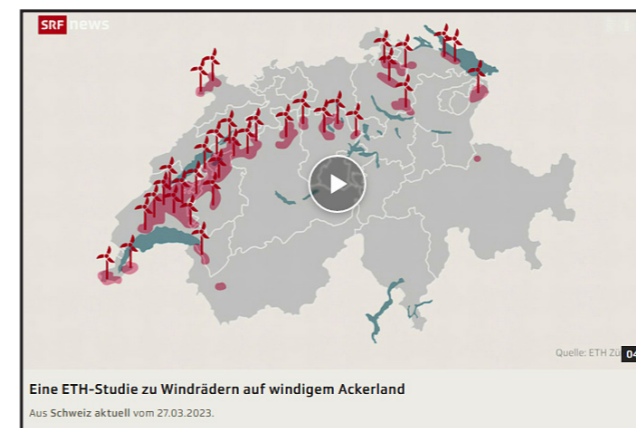 SRF news
Quelle: ETH Zü
04
Eine ETH-Studie zu Windrädern auf windigem Ackerland
Aus Schweiz aktuell vom 27.03.2023.